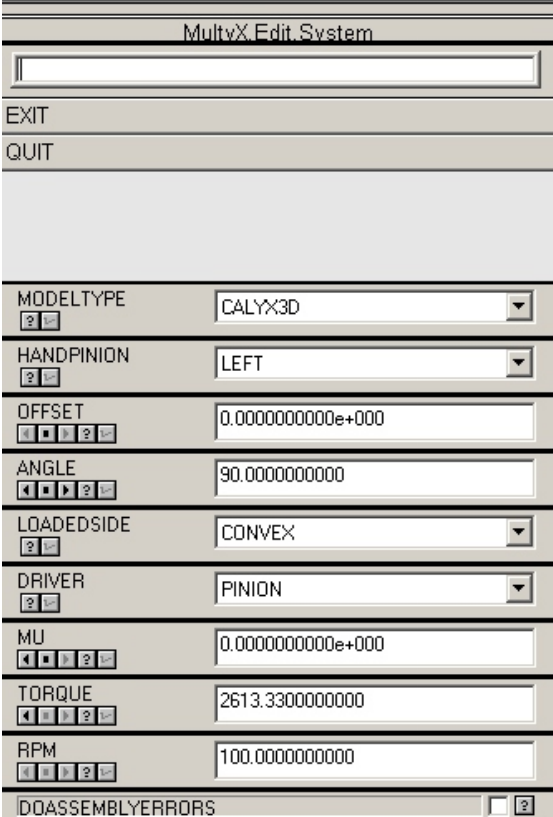 MultyX.Edit.System
EXIT
QUIT
MODELTYPE CALYX3D
?
HANDPINION LEFT
?
OFFSET 0.0000000000e+000
?
ANGLE 90.0000000000
?
LOADEDSIDE CONVEX
?
DRIVER PINION
?
MU 0.0000000000e+000
?
TORQUE 2613.3300000000
?
RPM 100.0000000000
?
DOASSEMBLYERRORS ?